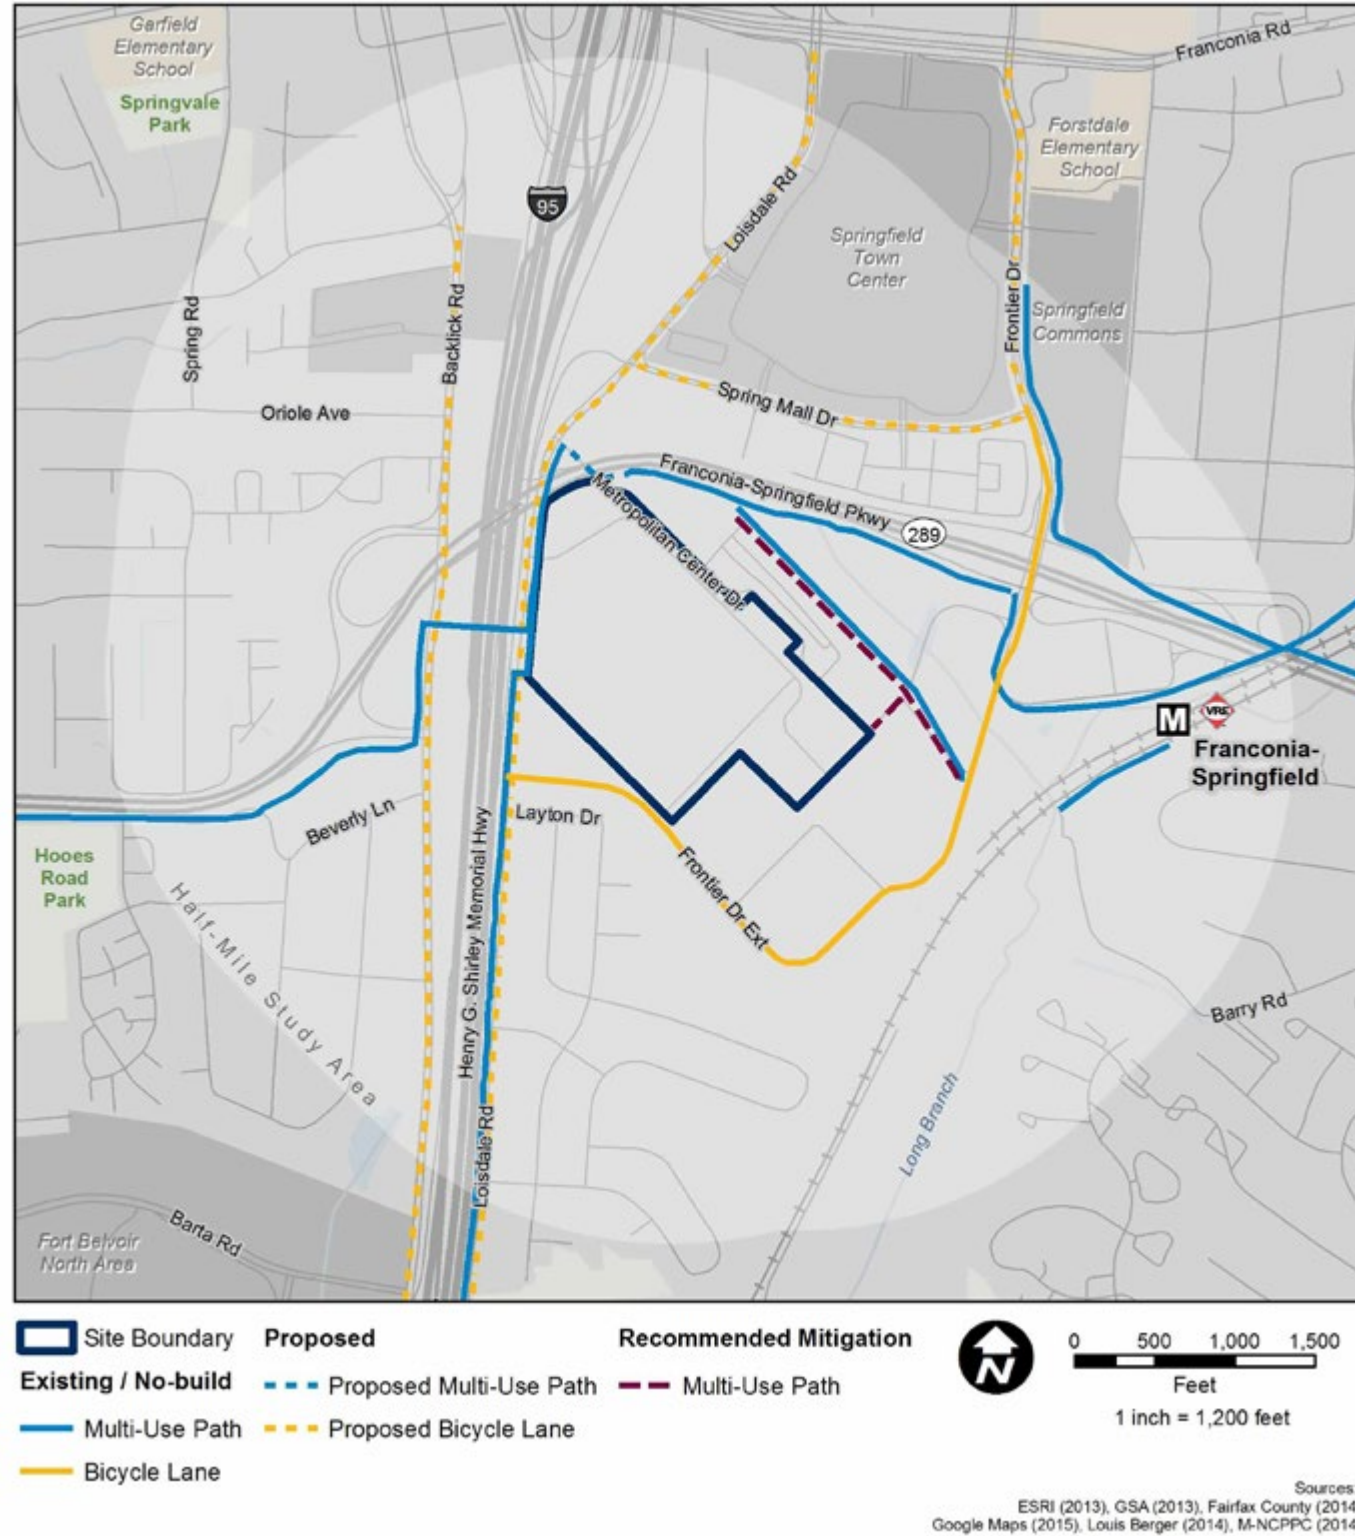 Garfield
Elementary
School
Springvale
Park
Franconia Rd
Forstdale
Elementary
School
95
Loisdale Rd
Springfield
Town
Center
Frontier Dr
Springfield
Commons
Spring Rd
Backlick Rd
Oriole Ave
Spring Mall Dr
Franconia-Springfield Pkwy
289
Metropolitan Center Dr
M
VRE
Franconia-
Springfield
Beverly Ln
Layton Dr
Henry G. Shirley Memorial Hwy
Frontier Dr Ext
Hooes
Road
Park
Half-Mile Study Area
Barry Rd
Long Branch
Loisdale Rd
Barta Rd
Fort Belvoir
North Area
Site Boundary
Proposed
Recommended Mitigation
Existing / No-build
Proposed Multi-Use Path
Multi-Use Path
Multi-Use Path
Proposed Bicycle Lane
Bicycle Lane
N
0 500 1,000 1,500
Feet
1 inch = 1,200 feet
Sources
ESRI (2013), GSA (2013), Fairfax County (2014
Google Maps (2015), Louis Berger (2014), M-NCPPC (2014